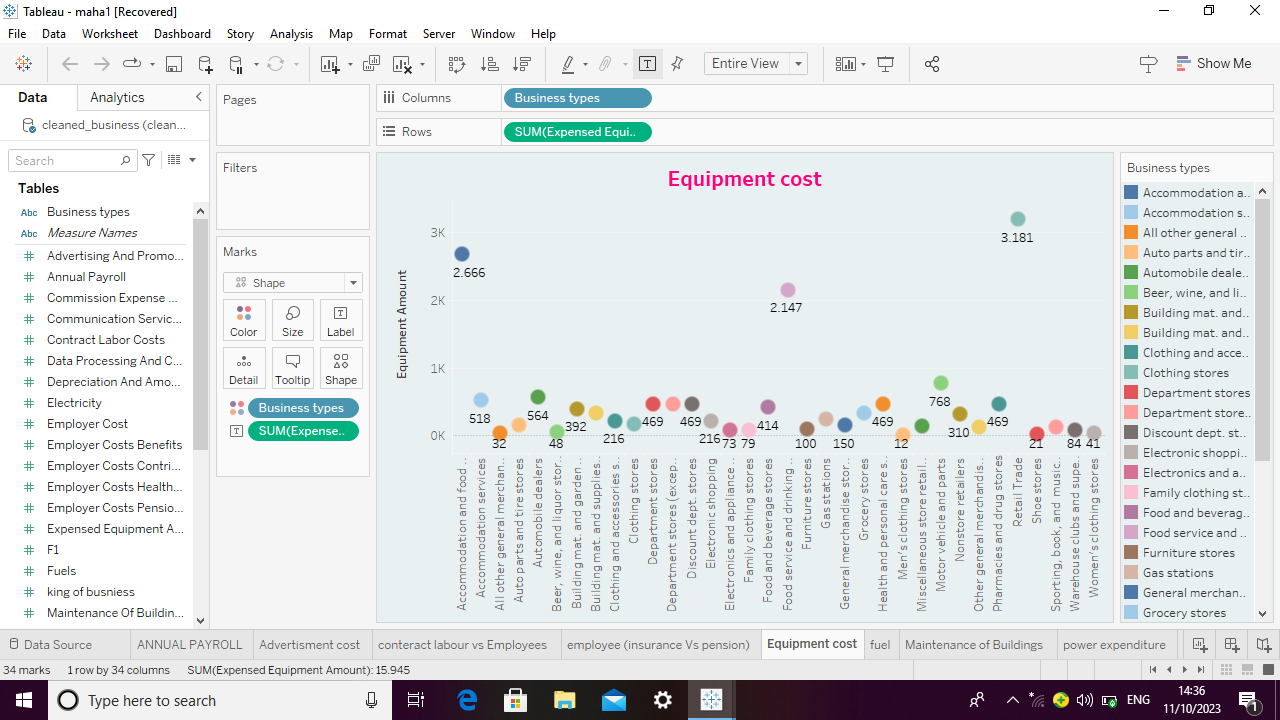 Tableau - maha1 [Recovered]
File Data Worksheet Dashboard Story Analysis Map Format Server Window Help
Entire View
Show Me
Data Analytics
cleaned_business (clean...
Search
Tables
Abc Business types
Abc Measure Names
Advertising And Promo...
Annual Payroll
Commission Expense ...
Communication Servic...
Contract Labor Costs
Data Processing And C...
Depreciation And Amo...
Electricity
Employer Cost
Employer Costs Benefits
Employer Costs Contri...
Employer Costs Health...
Employer Costs Pensio...
Expensed Equipment A...
F1
Fuels
king of busniess
Maintenance Of Buildin...
Pages
Filters
Marks
Shape
Color Size Label
Detail Tooltip Shape
Business types
SUM(Expense..
Columns Business types
Rows SUM(Expensed Equi..
Equipment cost
Equipment Amount
3K
2K
1K
0K
2.666
518
32
564
48
392
216
469
469
216
73
79
414
2.147
100
150
469
12
768
310
469
3.181
21
84
41
Accommodation and food ..
Accommodation services
All other general merchan..
Auto parts and tire stores
Automobile dealers
Beer, wine, and liquor stor..
Building mat. and garden ..
Building mat. and supplies..
Clothing and accessories s..
Clothing stores
Department stores
Department stores (excep..
Discount dept. stores
Electronic shopping
Electronics and appliance ..
Family clothing stores
Food and beverage stores
Food service and drinking ..
Furniture stores
Gas stations
General merchandise stor..
Grocery stores
Health and personal care s..
Men's clothing stores
Miscellaneous store retail..
Motor vehicle and parts
Nonstore retailers
Other general merchandis..
Pharmacies and drug stores
Retail Trade
Shoe stores
Sporting, book, and music..
Warehouse clubs and supe..
Women's clothing stores
Business types
Accommodation a..
Accommodation s..
All other general ..
Auto parts and tir..
Automobile deale..
Beer, wine, and li..
Building mat. and..
Building mat. and..
Clothing and acce..
Clothing stores
Department stores
Department store..
Discount dept. st..
Electronic shoppi..
Electronics and a..
Family clothing st..
Food and beverag..
Food service and ..
Furniture stores
Gas stations
General merchan..
Grocery stores
Data Source ANNUAL PAYROLL Advertisment cost conteract labour vs Employees employee (insurance Vs pension) Equipment cost fuel Maintenance of Buildings power expenditure
34 marks 1 row by 34 columns SUM(Expensed Equipment Amount): 15.945
Type here to search
ENG
14:36
11/10/2023
1